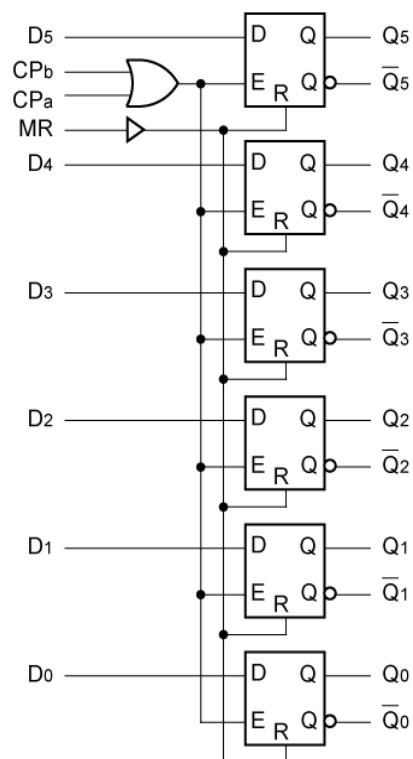 D5 D Q Q5
CPb
CPa E Q Q̅5
MR R
D4 D Q Q4
E Q Q̅4
R
D3 D Q Q3
E Q Q̅3
R
D2 D Q Q2
E Q Q̅2
R
D1 D Q Q1
E Q Q̅1
R
D0 D Q Q0
E Q Q̅0
R